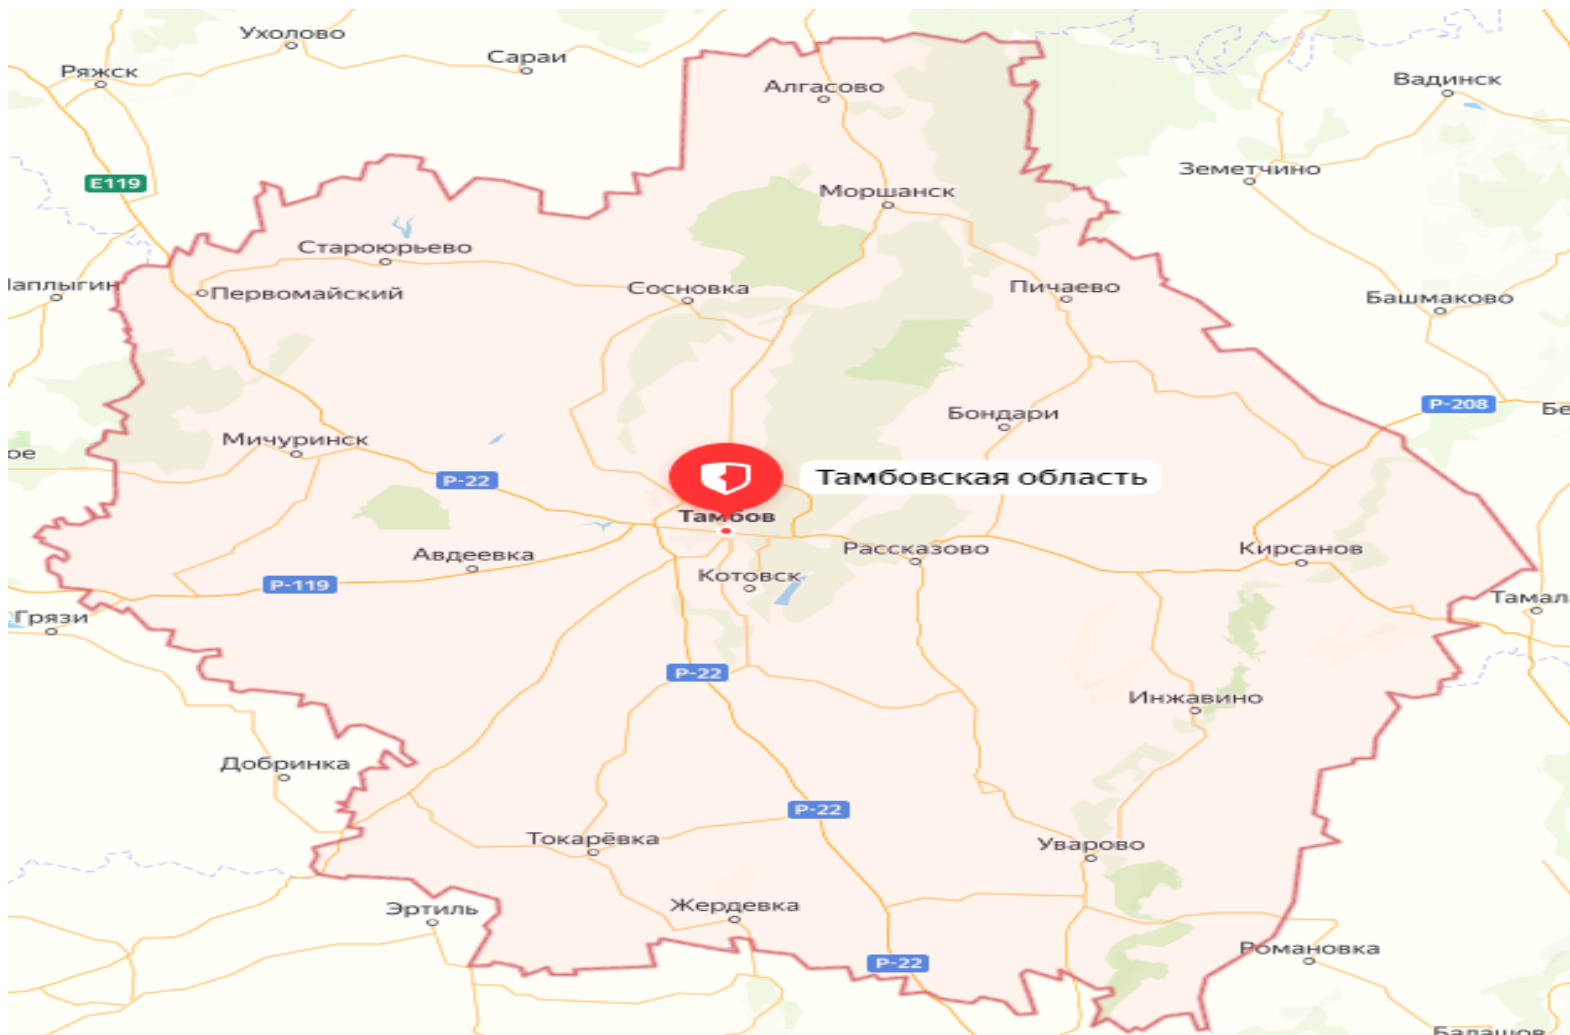 Ухолово
Сараи
Ряжск
Вадинск
Алгасово
Земетчино
E119
Моршанск
Староюрьево
Пичаево
Сосновка
Первомайский
Башмаково
P-208
Бондари
Мичуринск
P-22
Тамбовская область
Тамбов
Рассказово
Кирсанов
Авдеевка
Котовск
P-119
Грязи
P-22
Инжавино
Добринка
P-22
Токарёвка
Уварово
Жердевка
Эртиль
Романовка
P-22